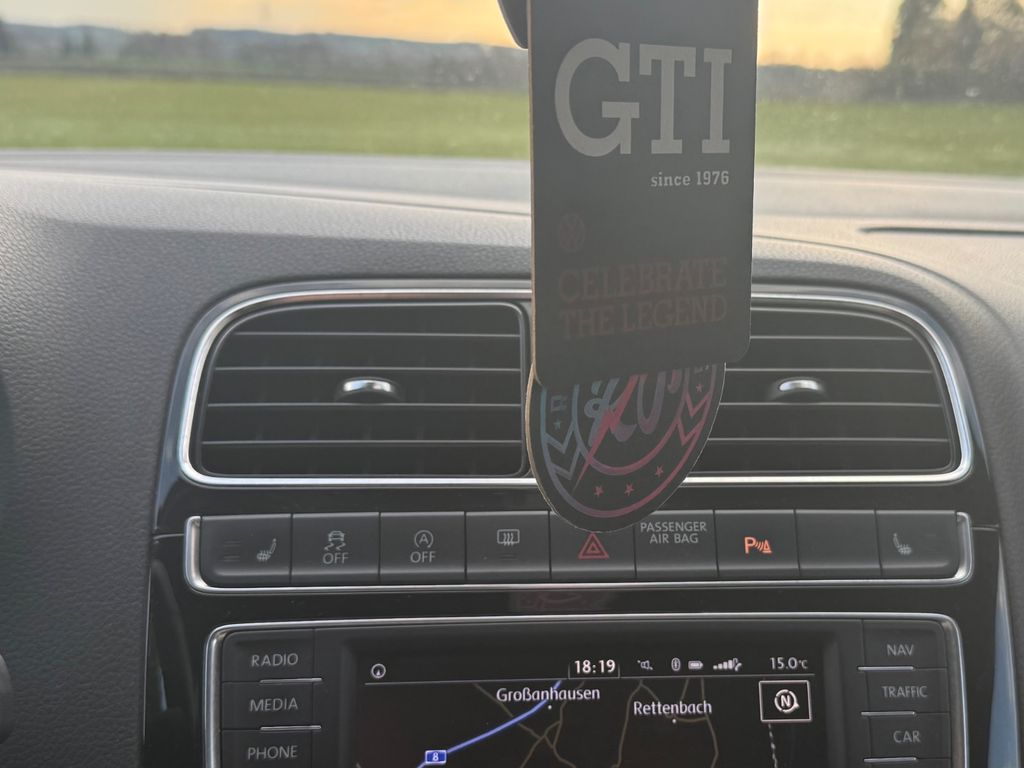 GTI
since 1976
CELEBRATE
THE LEGEND
OFF
A
OFF
PASSENGER
AIR BAG
P
RADIO
MEDIA
PHONE
18:19
15.0°C
Großanhausen
Rettenbach
N
8
NAV
TRAFFIC
CAR